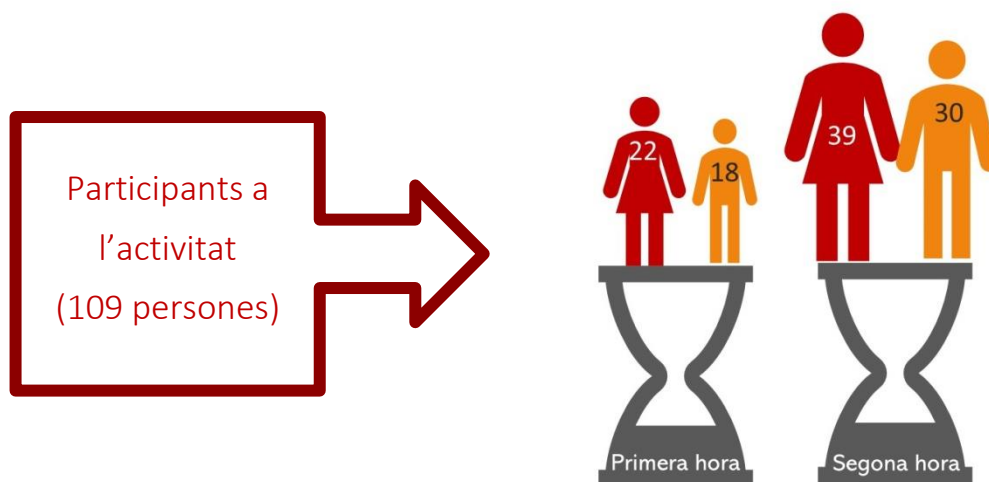 Participants a
l’activitat
(109 persones)
22
18
39
30
Primera hora
Segona hora